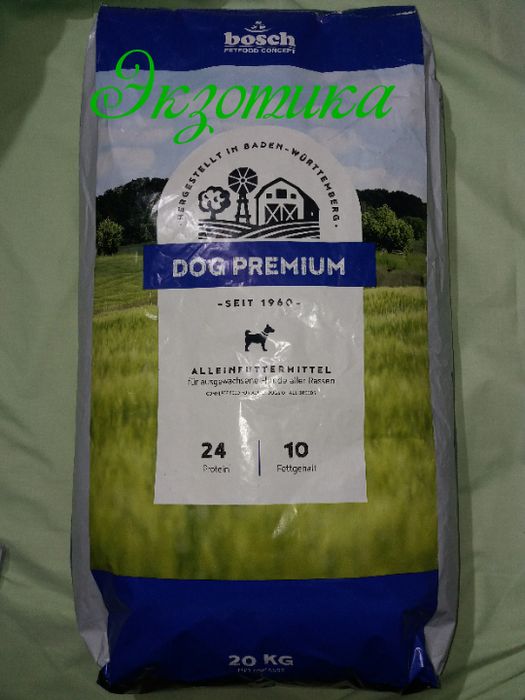 bosch
PETFOOD CONCEPT
Экзотика
· HERGESTELLT IN BADEN-WÜRTTEMBERG ·
DOG PREMIUM
- SEIT 1960 -
ALLEINFUTTERMITTEL
für ausgewachsene Hunde aller Rassen
24 | 10
Protein Fettgehalt
20 KG